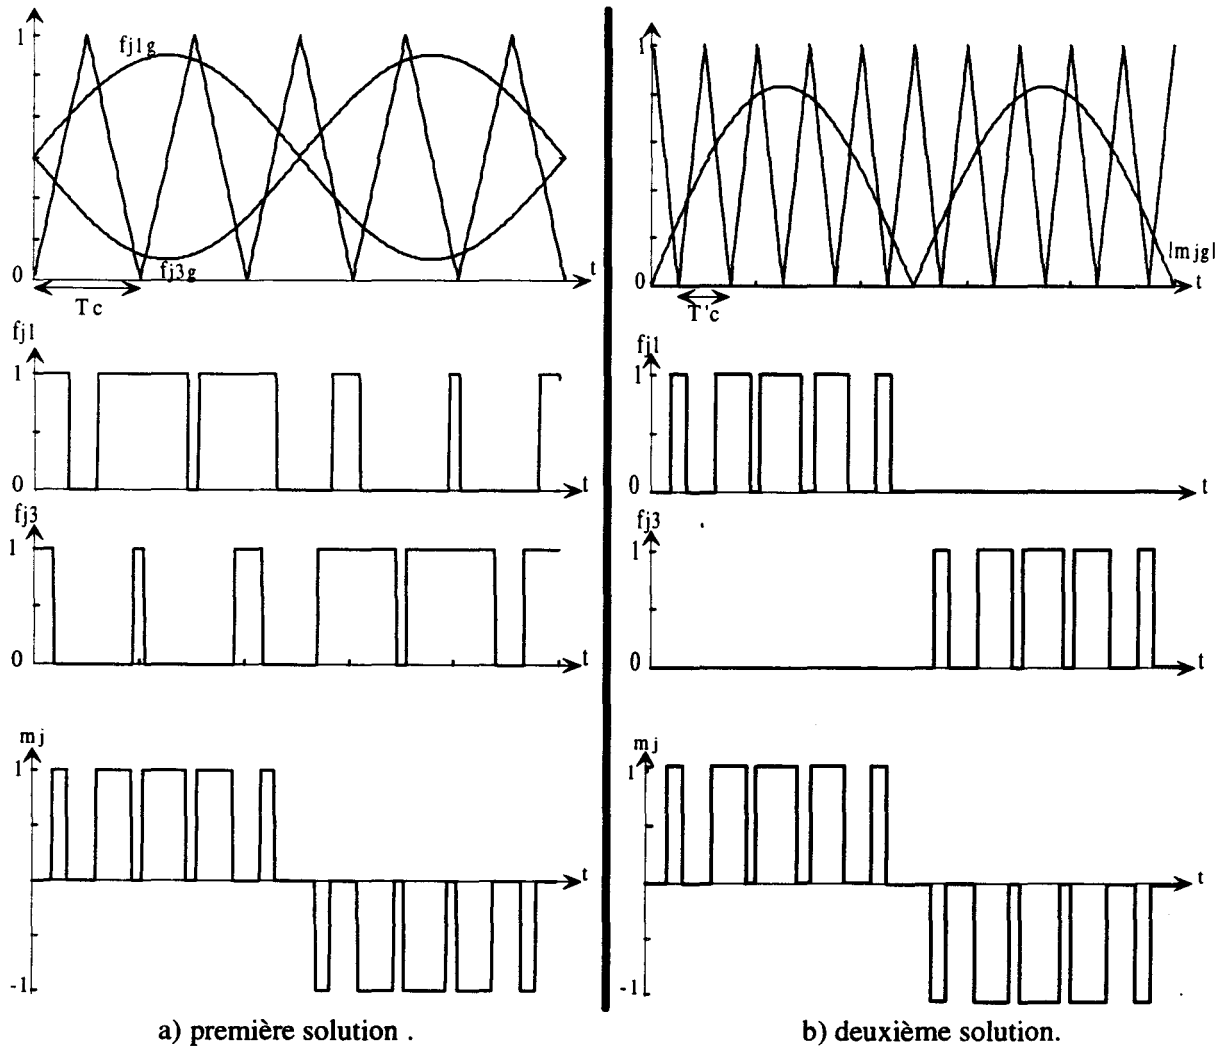 1
fj1g
fj3g
0
t
Tc
fj1
1
0
t
fj3
1
0
t
mj
1
t
-1
a) première solution .
1
|mjg|
0
t
T'c
fj1
1
0
t
fj3
1
0
t
mj
1
t
-1
b) deuxième solution.